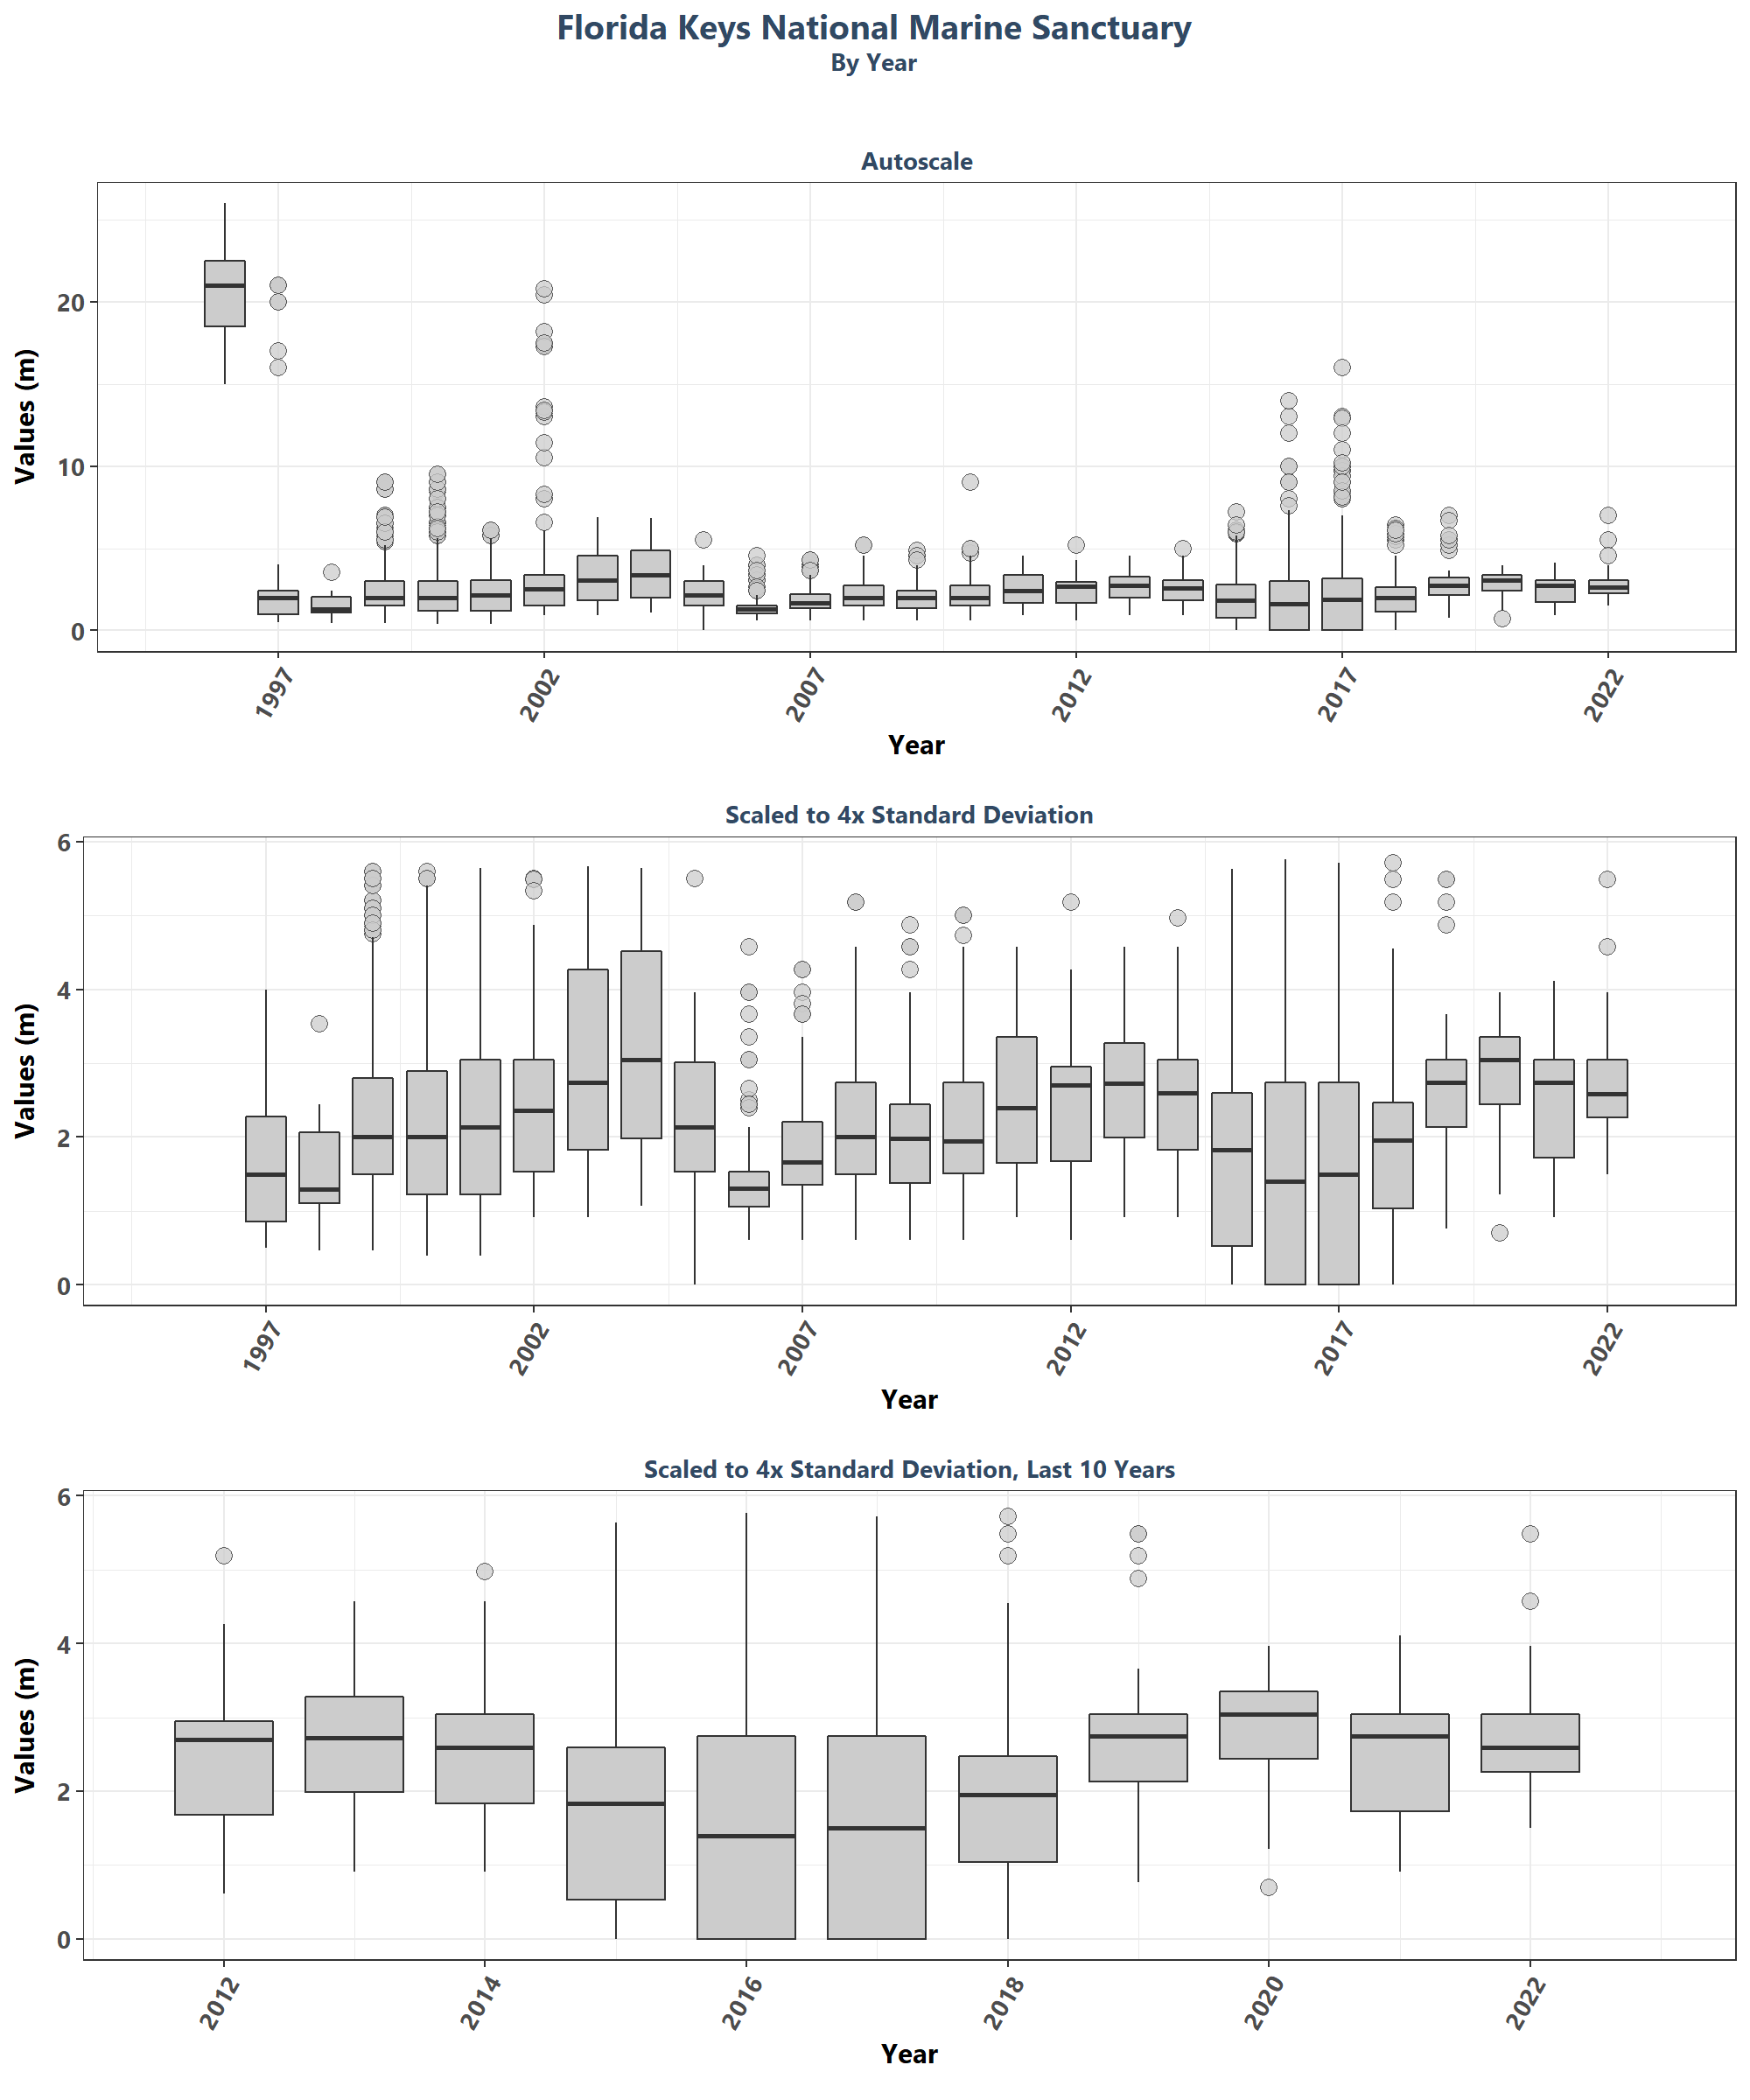 Florida Keys National Marine Sanctuary
By Year
Autoscale
Values (m)
20
10
0
1997
2002
2007
2012
2017
2022
Year
Scaled to 4x Standard Deviation
Values (m)
6
4
2
0
1997
2002
2007
2012
2017
2022
Year
Scaled to 4x Standard Deviation, Last 10 Years
Values (m)
6
4
2
0
2012
2014
2016
2018
2020
2022
Year